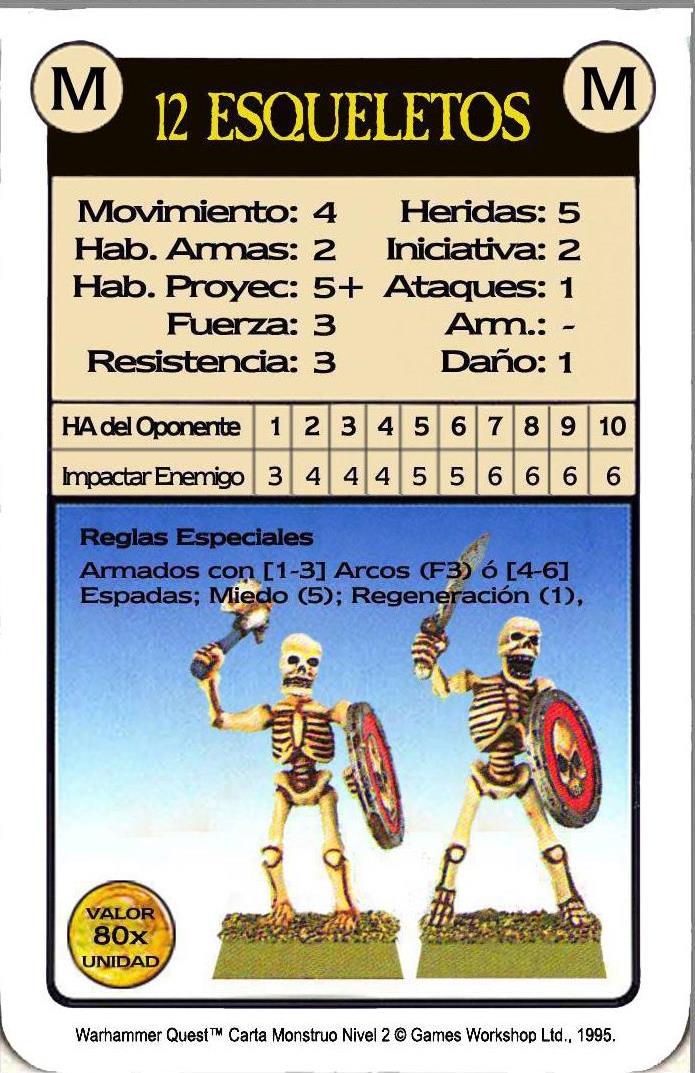 M 12 ESQUELETOS M
Movimiento: 4 Heridas: 5
Hab. Armas: 2 Iniciativa: 2
Hab. Proyec: 5+ Ataques: 1
Fuerza: 3 Arm.: -
Resistencia: 3 Daño: 1
HA del Oponente 1 2 3 4 5 6 7 8 9 10
Impactar Enemigo 3 4 4 4 5 5 6 6 6 6
Reglas Especiales
Armados con [1-3] Arcos (F3) ó [4-6]
Espadas; Miedo (5); Regeneración (1),
VALOR
80x
UNIDAD
Warhammer Quest™ Carta Monstruo Nivel 2 © Games Workshop Ltd., 1995.